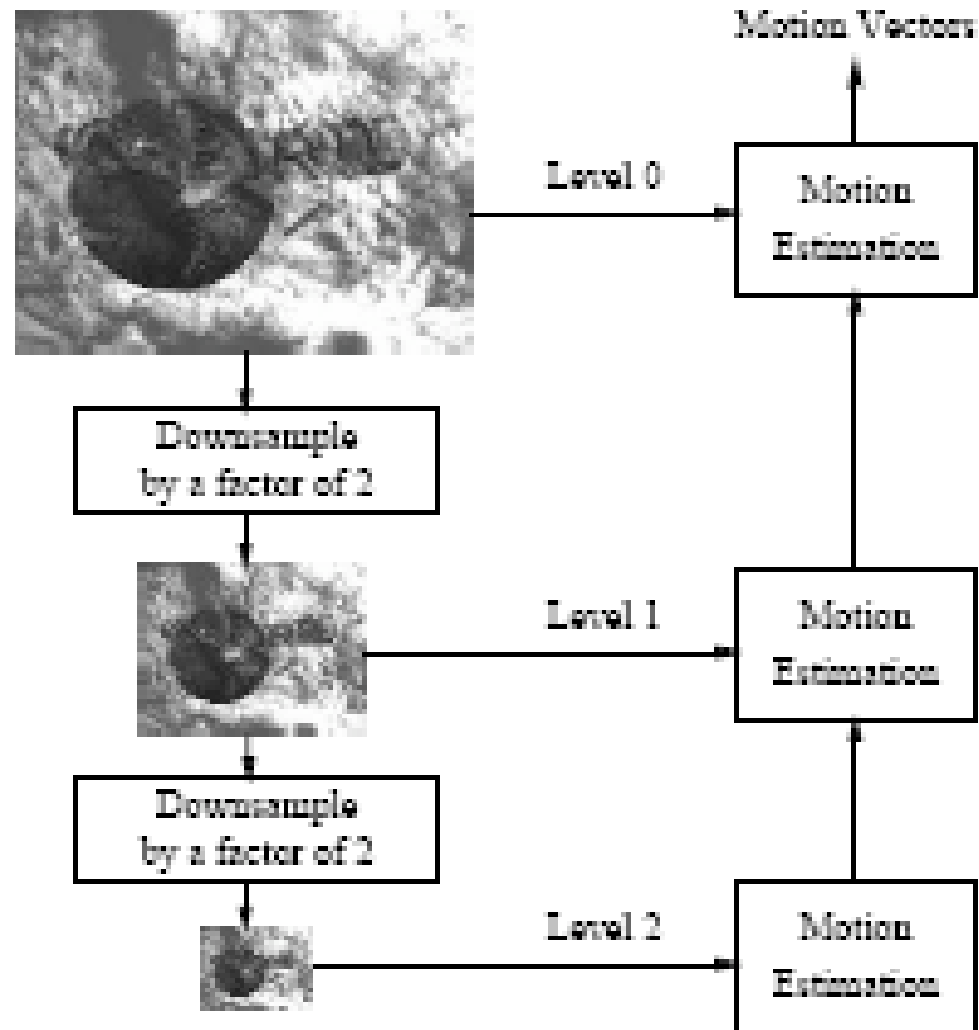 Motion Vectors
Level 0
Motion
Estimation
Downsample
by a factor of 2
Level 1
Motion
Estimation
Downsample
by a factor of 2
Level 2
Motion
Estimation